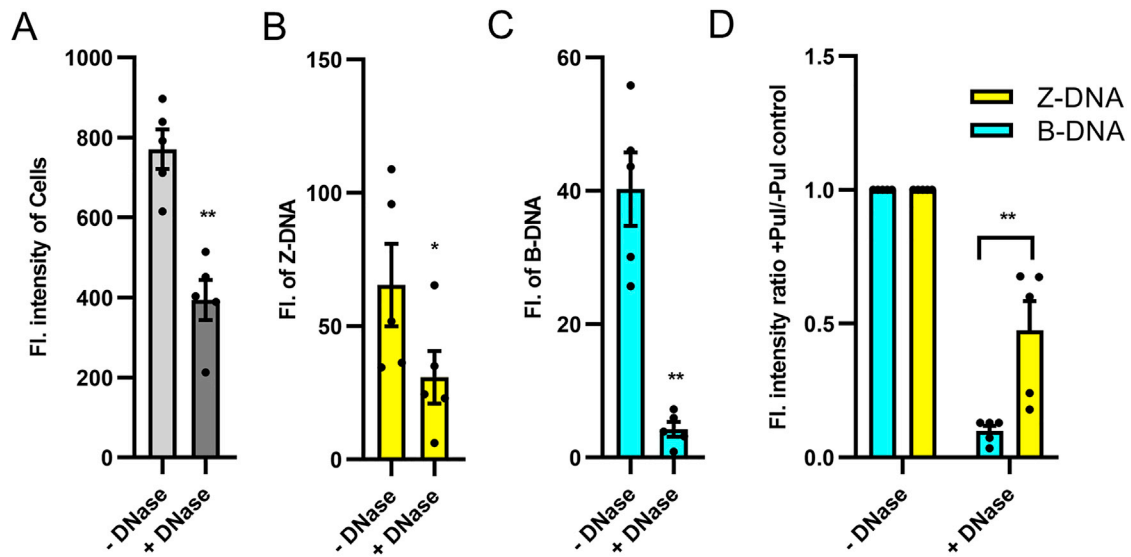 A
Fl. intensity of Cells
1000
800
600
400
200
0
**
- DNase
+ DNase
B
Fl. of Z-DNA
150
100
50
0
*
- DNase
+ DNase
C
Fl. of B-DNA
60
40
20
0
**
- DNase
+ DNase
D
Fl. intensity ratio +Pul/-Pul control
1.5
1.0
0.5
0.0
Z-DNA
B-DNA
**
- DNase
+ DNase